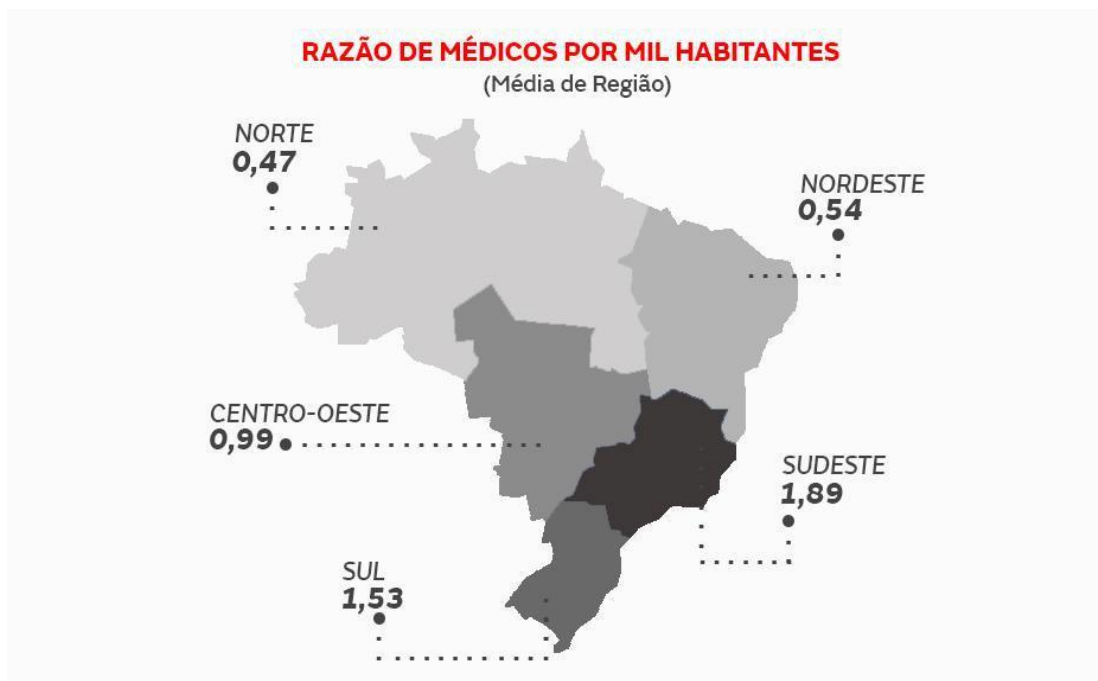 RAZÃO DE MÉDICOS POR MIL HABITANTES
(Média de Região)
NORTE
0,47
NORDESTE
0,54
CENTRO-OESTE
0,99
SUDESTE
1,89
SUL
1,53